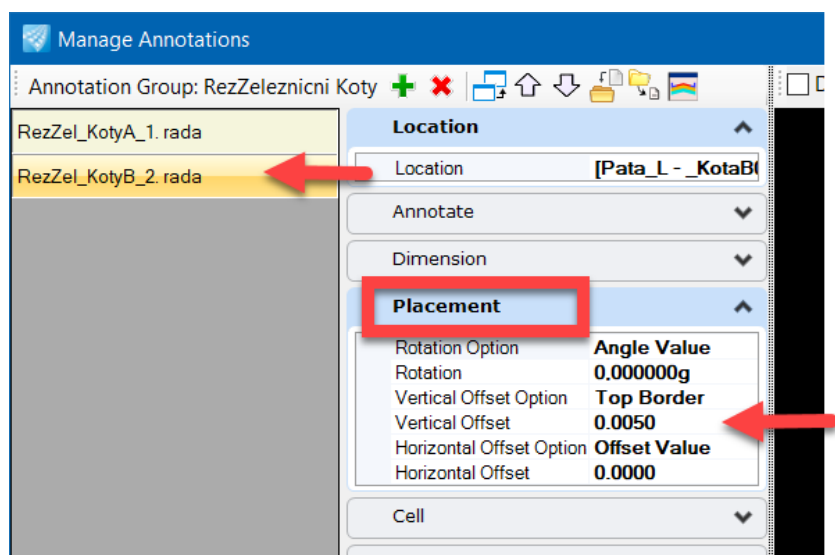 Manage Annotations
Annotation Group: RezZeleznicni Koty
RezZel_KotyA_1. rada
RezZel_KotyB_2. rada
Location
Location [Pata_L - _KotaB
Annotate
Dimension
Placement
Rotation Option Angle Value
Rotation 0,000000g
Vertical Offset Option Top Border
Vertical Offset 0.0050
Horizontal Offset Option Offset Value
Horizontal Offset 0.0000
Cell